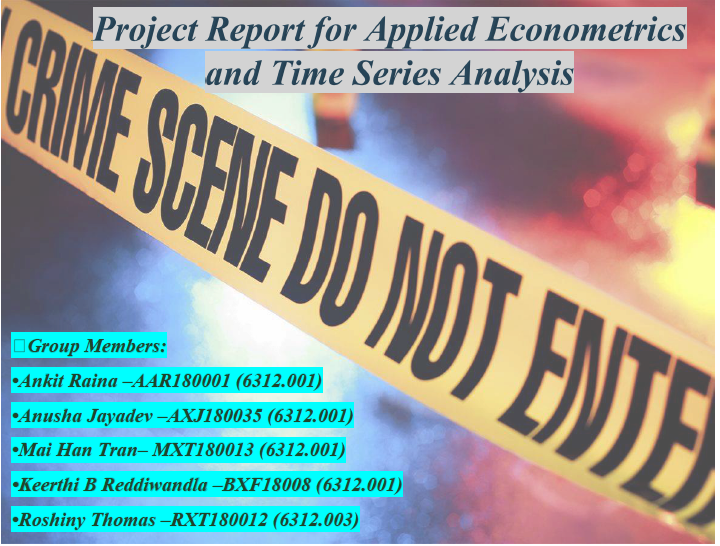 Project Report for Applied Econometrics
and Time Series Analysis
CRIME SCENE DO NOT ENTER
Group Members:
•Ankit Raina –AAR180001 (6312.001)
•Anusha Jayadev –AXJ180035 (6312.001)
•Mai Han Tran– MXT180013 (6312.001)
•Keerthi B Reddiwandla –BXF18008 (6312.001)
•Roshiny Thomas –RXT180012 (6312.003)